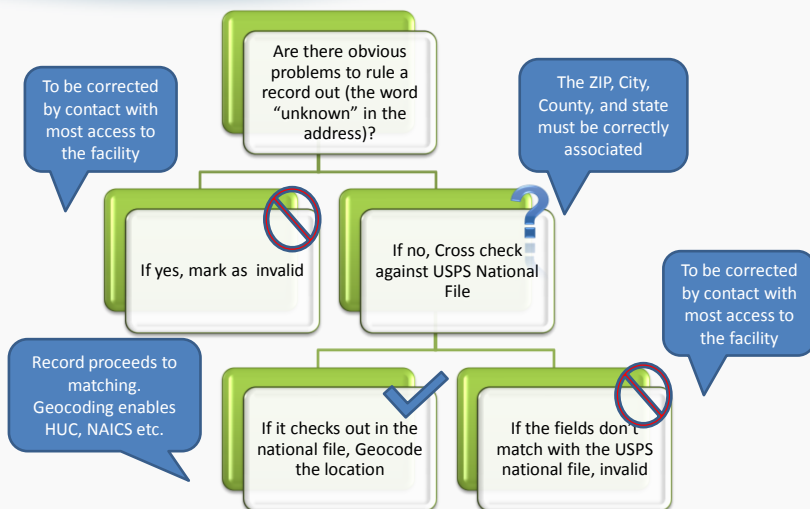 Are there obvious
problems to rule a
record out (the word
“unknown” in the
address)?
To be corrected
by contact with
most access to
the facility
The ZIP, City,
County, and state
must be correctly
associated
If yes, mark as invalid
?
If no, Cross check
against USPS National
File
To be corrected
by contact with
most access to
the facility
Record proceeds to
matching.
Geocoding enables
HUC, NAICS etc.
If it checks out in the
national file, Geocode
the location
If the fields don't
match with the USPS
national file, invalid